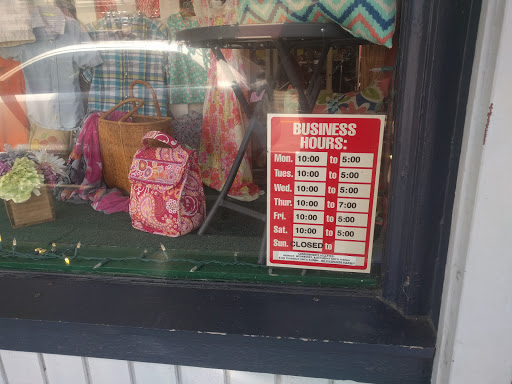 BUSINESS
HOURS:
Mon. 10:00 to 5:00
Tues. 10:00 to 5:00
Wed. 10:00 to 5:00
Thur. 10:00 to 7:00
Fri. 10:00 to 5:00
Sat. 10:00 to 5:00
Sun. CLOSED to